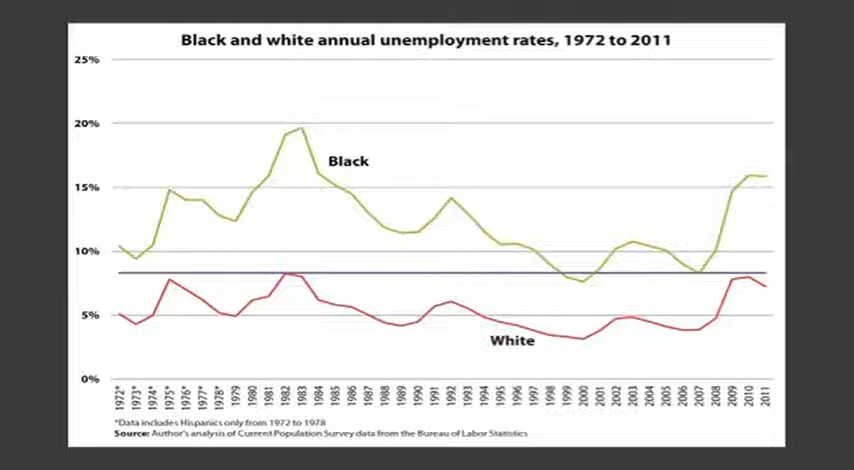 Black and white annual unemployment rates, 1972 to 2011
25%
20%
Black
15%
10%
5%
White
0%
1972* 1973* 1974* 1975* 1976* 1977* 1978* 1979 1980 1981 1982 1983 1984 1985 1986 1987 1988 1989 1990 1991 1992 1993 1994 1995 1996 1997 1998 1999 2000 2001 2002 2003 2004 2005 2006 2007 2008 2009 2010 2011
*Data includes Hispanics only from 1972 to 1978
Source: Author's analysis of Current Population Survey data from the Bureau of Labor Statistics